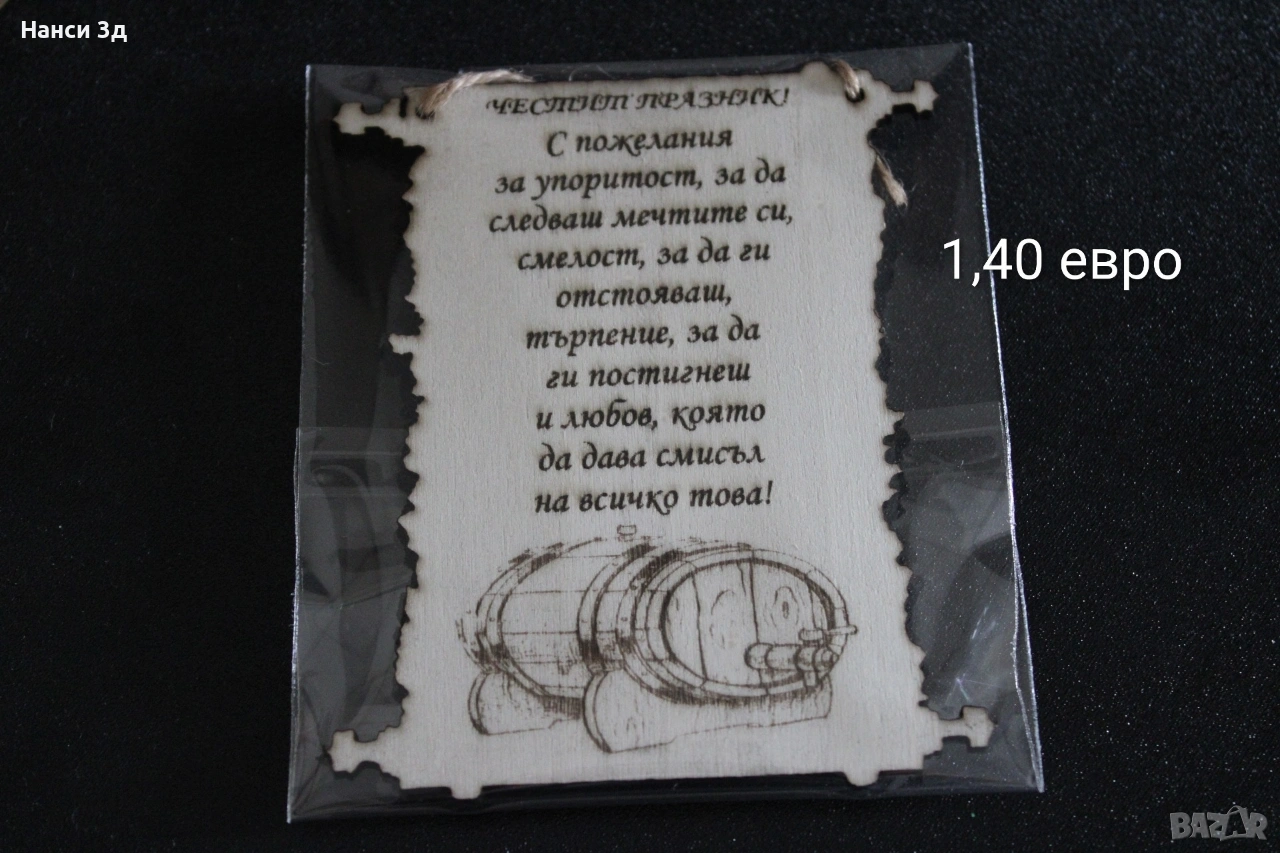 Нанси 3д
ЧЕСТИТ ПРАЗНИК!
С пожелания
за упоритост, за да
следваш мечтите си,
смелост, за да ги
отстояваш,
търпение, за да
ги постигнеш
и любов, която
да дава смисъл
на всичко това!
1,40 евро
BAZAR